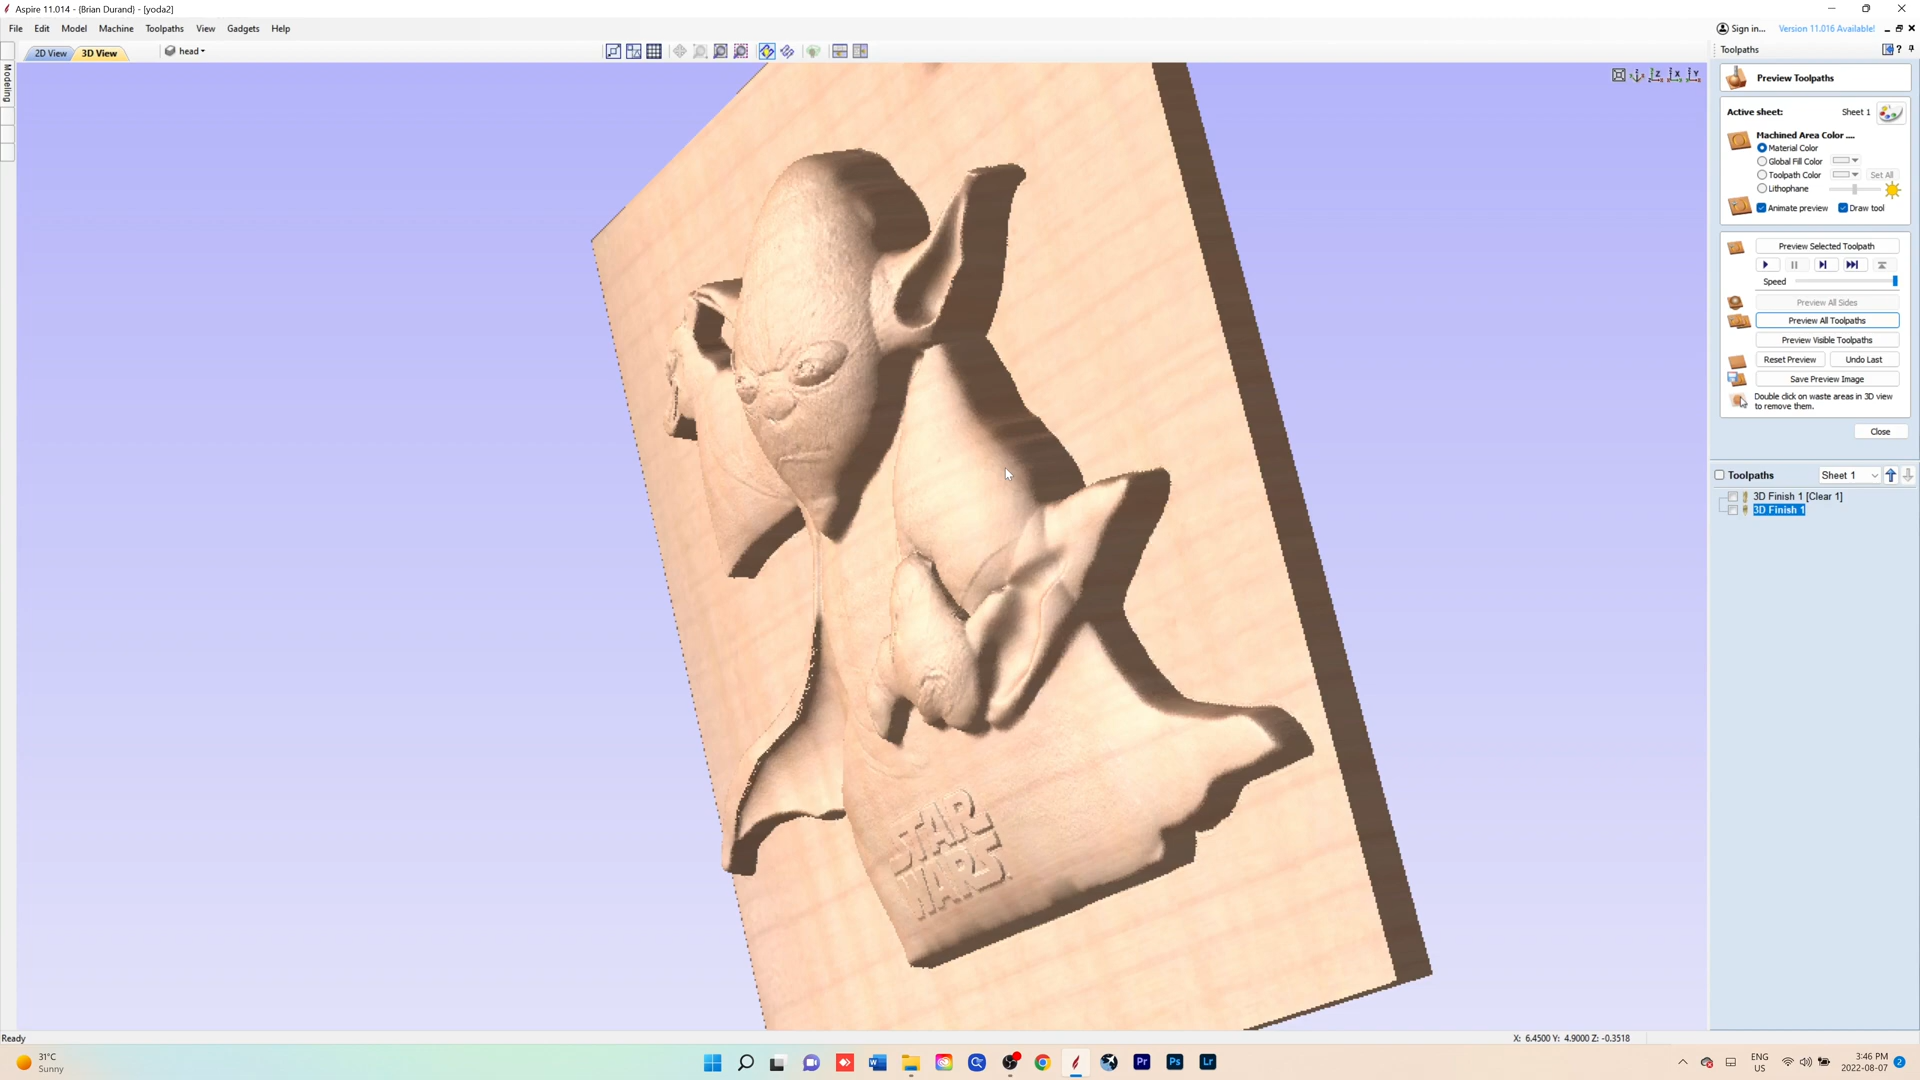 Aspire 11.014 - {Brian Durand} - [yoda2]
File Edit Model Machine Toolpaths View Gadgets Help
Sign in... Version 11.016 Available!
2D View 3D View head
Toolpaths
Modeling
Z X Y
Preview Toolpaths
Active sheet: Sheet 1
Machined Area Color ....
Material Color
Global Fill Color
Toolpath Color Set All
Lithophane
Animate preview Draw tool
Preview Selected Toolpath
Speed
Preview All Sides
Preview All Toolpaths
Preview Visible Toolpaths
Reset Preview Undo Last
Save Preview Image
Double click on waste areas in 3D view
to remove them.
Close
Toolpaths Sheet 1
3D Finish 1 [Clear 1]
3D Finish 1
STAR
WARS
Ready
X: 6.4500 Y: 4.9000 Z: -0.3518
31°C
Sunny
Pr Ps Lr
ENG
US
3:46 PM
2022-08-07
2